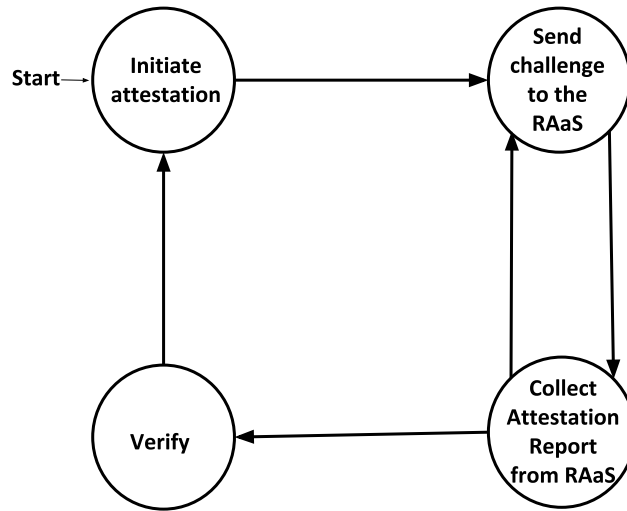 Start
Initiate
attestation
Send
challenge
to the
RAaS
Verify
Collect
Attestation
Report
from RAaS